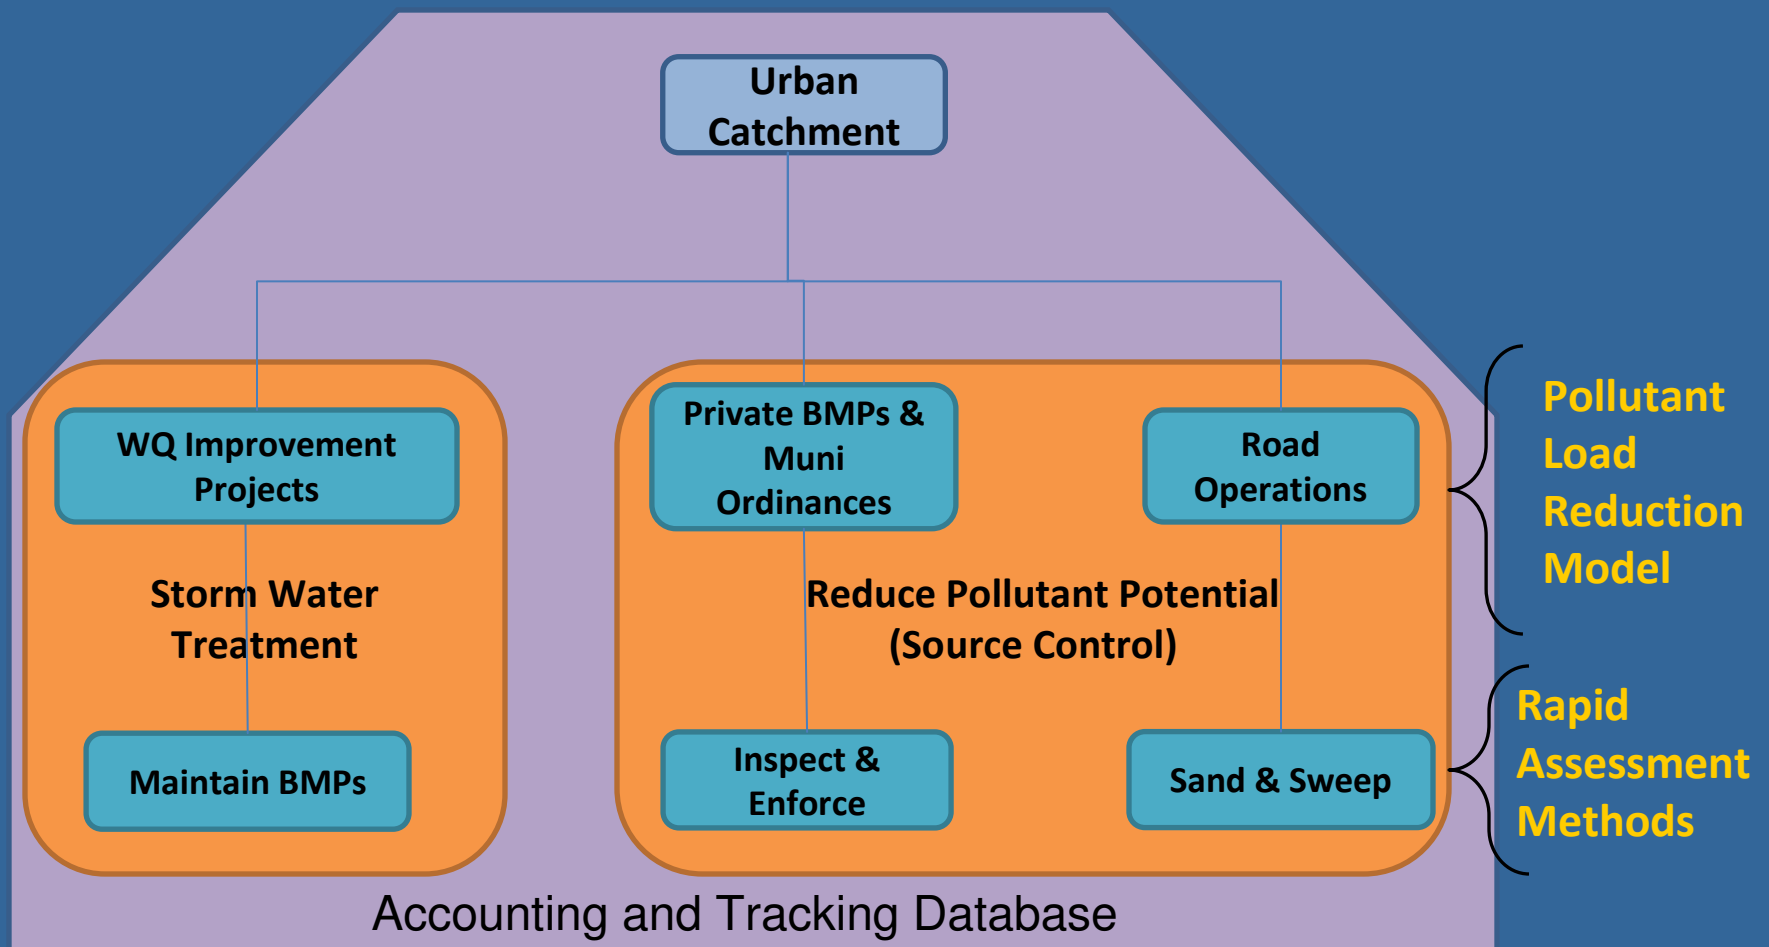 Urban
Catchment
WQ Improvement
Projects
Private BMPs &
Muni
Ordinances
Road
Operations
Pollutant
Load
Reduction
Model
Storm Water
Treatment
Reduce Pollutant Potential
(Source Control)
Maintain BMPs
Inspect &
Enforce
Sand & Sweep
Rapid
Assessment
Methods
Accounting and Tracking Database